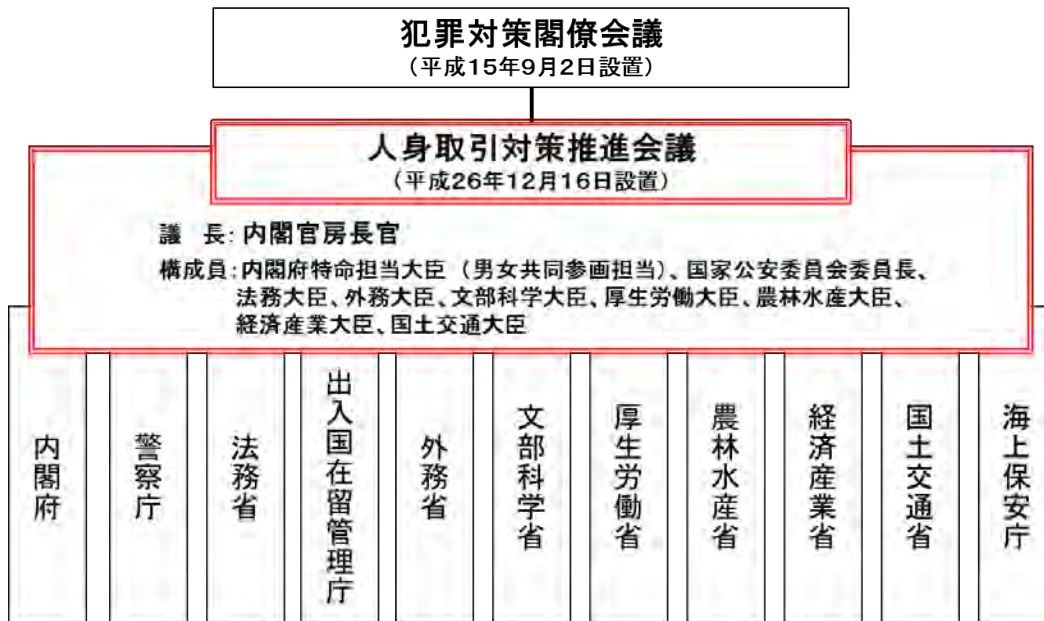 犯罪対策閣僚会議
(平成15年9月2日設置)
人身取引対策推進会議
(平成26年12月16日設置)
議　長：内閣官房長官
構成員：内閣府特命担当大臣（男女共同参画担当）、国家公安委員会委員長、
法務大臣、外務大臣、文部科学大臣、厚生労働大臣、農林水産大臣、
経済産業大臣、国土交通大臣
内閣府
警察庁
法務省
出入国在留管理庁
外務省
文部科学省
厚生労働省
農林水産省
経済産業省
国土交通省
海上保安庁